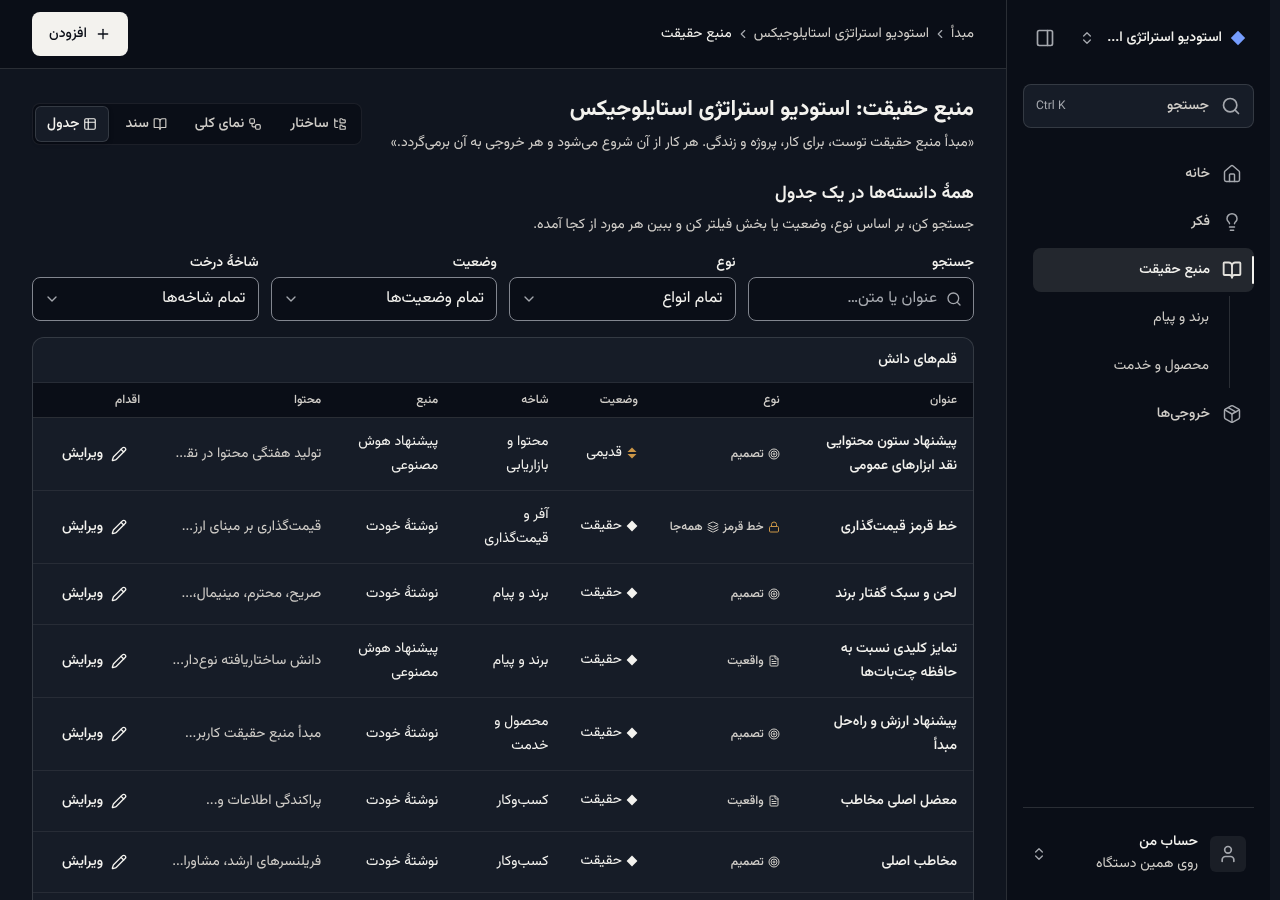 استودیو استراتژی ا...
جستجو Ctrl K
خانه
فکر
منبع حقیقت
برند و پیام
محصول و خدمت
خروجی‌ها
حساب من
روی همین دستگاه
مبدأ › استودیو استراتژی استایلوجیکس › منبع حقیقت
افزودن
منبع حقیقت: استودیو استراتژی استایلوجیکس
«مبدأ منبع حقیقت توست، برای کار، پروژه و زندگی. هر کار از آن شروع می‌شود و هر خروجی به آن برمی‌گردد.»
ساختار نمای کلی سند جدول
همهٔ دانسته‌ها در یک جدول
جستجو کن، بر اساس نوع، وضعیت یا بخش فیلتر کن و ببین هر مورد از کجا آمده.
جستجو نوع وضعیت شاخهٔ درخت
عنوان یا متن... تمام انواع تمام وضعیت‌ها تمام شاخه‌ها
قلم‌های دانش
عنوان نوع وضعیت شاخه منبع محتوا اقدام
پیشنهاد ستون محتوایی نقد ابزارهای عمومی تصمیم قدیمی محتوا و بازاریابی پیشنهاد هوش مصنوعی تولید هفتگی محتوا در نقـ... ویرایش
خط قرمز قیمت‌گذاری خط قرمز همه‌جا حقیقت آفر و قیمت‌گذاری نوشتهٔ خودت قیمت‌گذاری بر مبنای ارز... ویرایش
لحن و سبک گفتار برند تصمیم حقیقت برند و پیام نوشتهٔ خودت صریح، محترم، مینیمال،... ویرایش
تمایز کلیدی نسبت به حافظه چت‌بات‌ها واقعیت حقیقت برند و پیام پیشنهاد هوش مصنوعی دانش ساختاریافته نوع‌دار... ویرایش
پیشنهاد ارزش و راه‌حل مبدأ تصمیم حقیقت محصول و خدمت نوشتهٔ خودت مبدأ منبع حقیقت کاربر... ویرایش
معضل اصلی مخاطب واقعیت حقیقت کسب‌وکار نوشتهٔ خودت پراکندگی اطلاعات و... ویرایش
مخاطب اصلی تصمیم حقیقت کسب‌وکار نوشتهٔ خودت فریلنسرهای ارشد، مشاورا... ویرایش